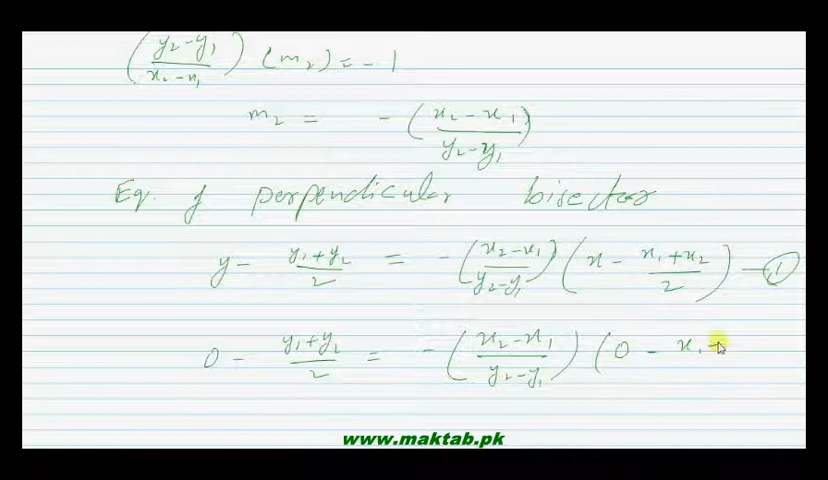 (y₂-y₁ / x₂-x₁) (m₂) = -1
m₂ = -(x₂-x₁ / y₂-y₁)
Eq. of perpendicular bisector
y - y₁+y₂ / 2 = -(x₂-x₁ / y₂-y₁) (x - x₁+x₂ / 2) —①
0 - y₁+y₂ / 2 = -(x₂-x₁ / y₂-y₁) (0 - x₁ +
www.maktab.pk